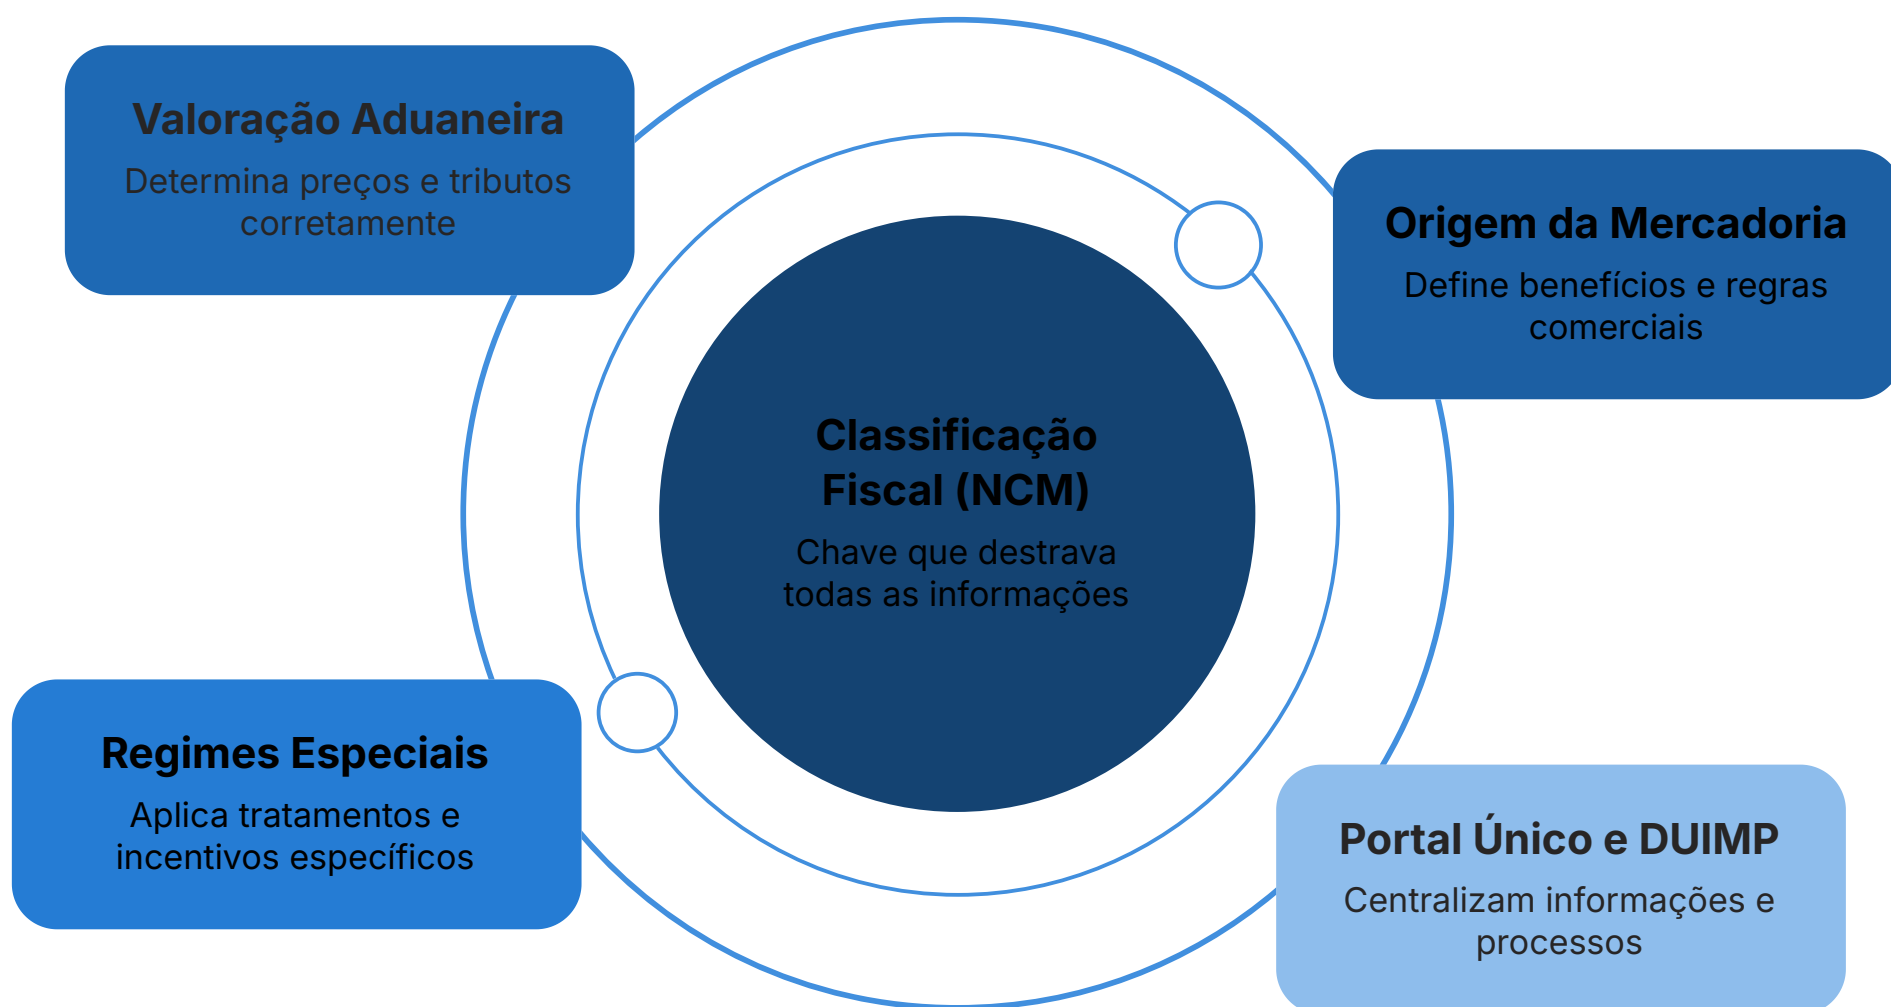 Valoração Aduaneira
Determina preços e tributos
corretamente
Origem da Mercadoria
Define benefícios e regras
comerciais
Classificação
Fiscal (NCM)
Chave que destrava
todas as informações
Regimes Especiais
Aplica tratamentos e
incentivos específicos
Portal Único e DUIMP
Centralizam informações e
processos